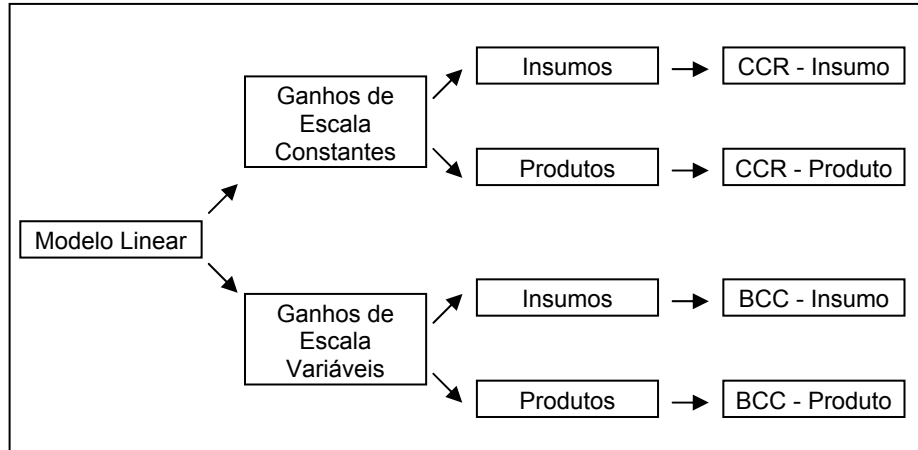 Insumos
CCR - Insumo
Ganhos de
Escala
Constantes
Produtos
CCR - Produto
Modelo Linear
Insumos
BCC - Insumo
Ganhos de
Escala
Variáveis
Produtos
BCC - Produto